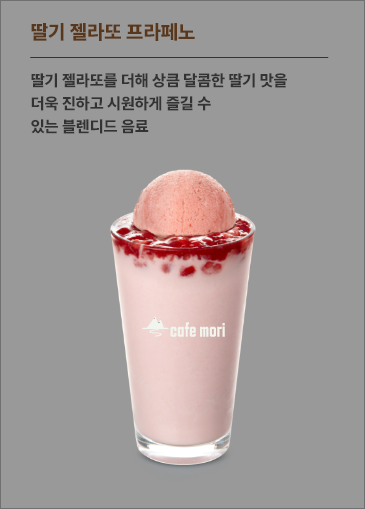 딸기 젤라또 프라페노
딸기 젤라또를 더해 상큼 달콤한 딸기 맛을
더욱 진하고 시원하게 즐길 수
있는 블렌디드 음료
cafe mori